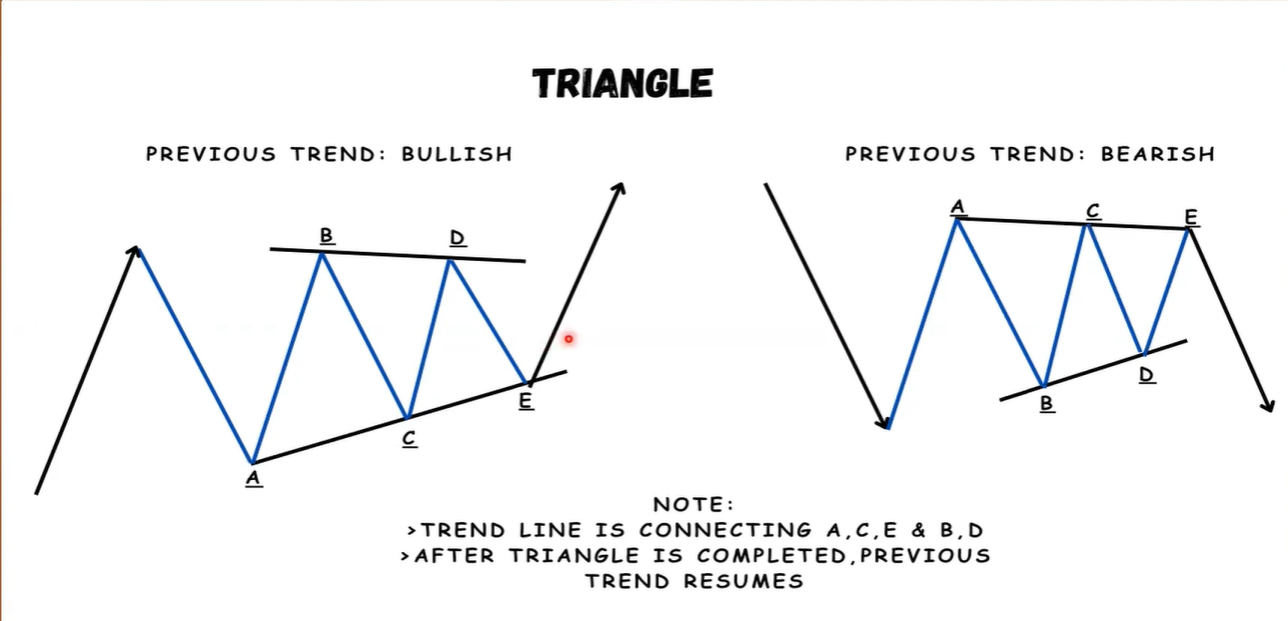 TRIANGLE
PREVIOUS TREND: BULLISH
PREVIOUS TREND: BEARISH
B
D
A
C
E
A
C
E
B
D
NOTE:
>TREND LINE IS CONNECTING A,C,E & B,D
>AFTER TRIANGLE IS COMPLETED,PREVIOUS
TREND RESUMES